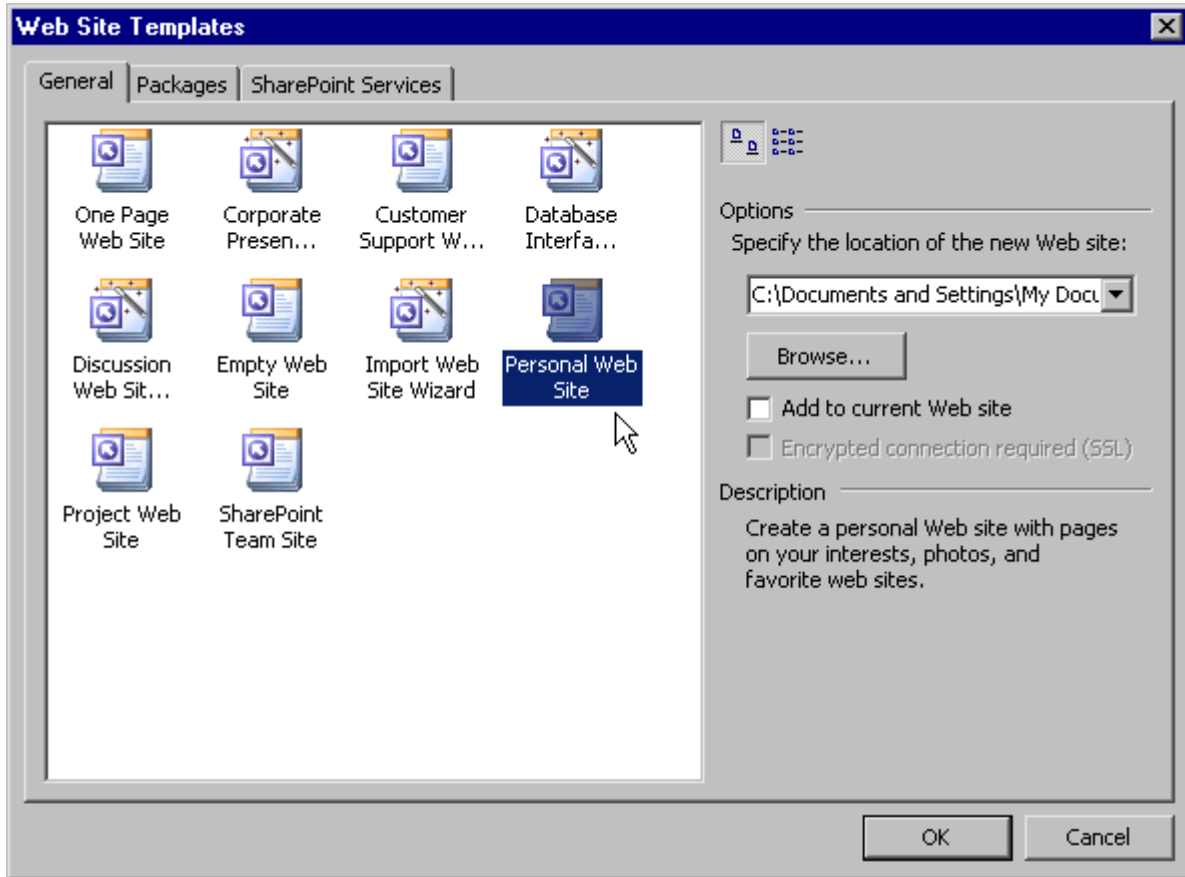 Web Site Templates
General
Packages
SharePoint Services
One Page
Web Site
Corporate
Presen...
Customer
Support W...
Database
Interfa...
Discussion
Web Sit...
Empty Web
Site
Import Web
Site Wizard
Personal Web
Site
Project Web
Site
SharePoint
Team Site
Options
Specify the location of the new Web site:
C:\Documents and Settings\My Docu
Browse...
Add to current Web site
Encrypted connection required (SSL)
Description
Create a personal Web site with pages
on your interests, photos, and
favorite web sites.
OK
Cancel